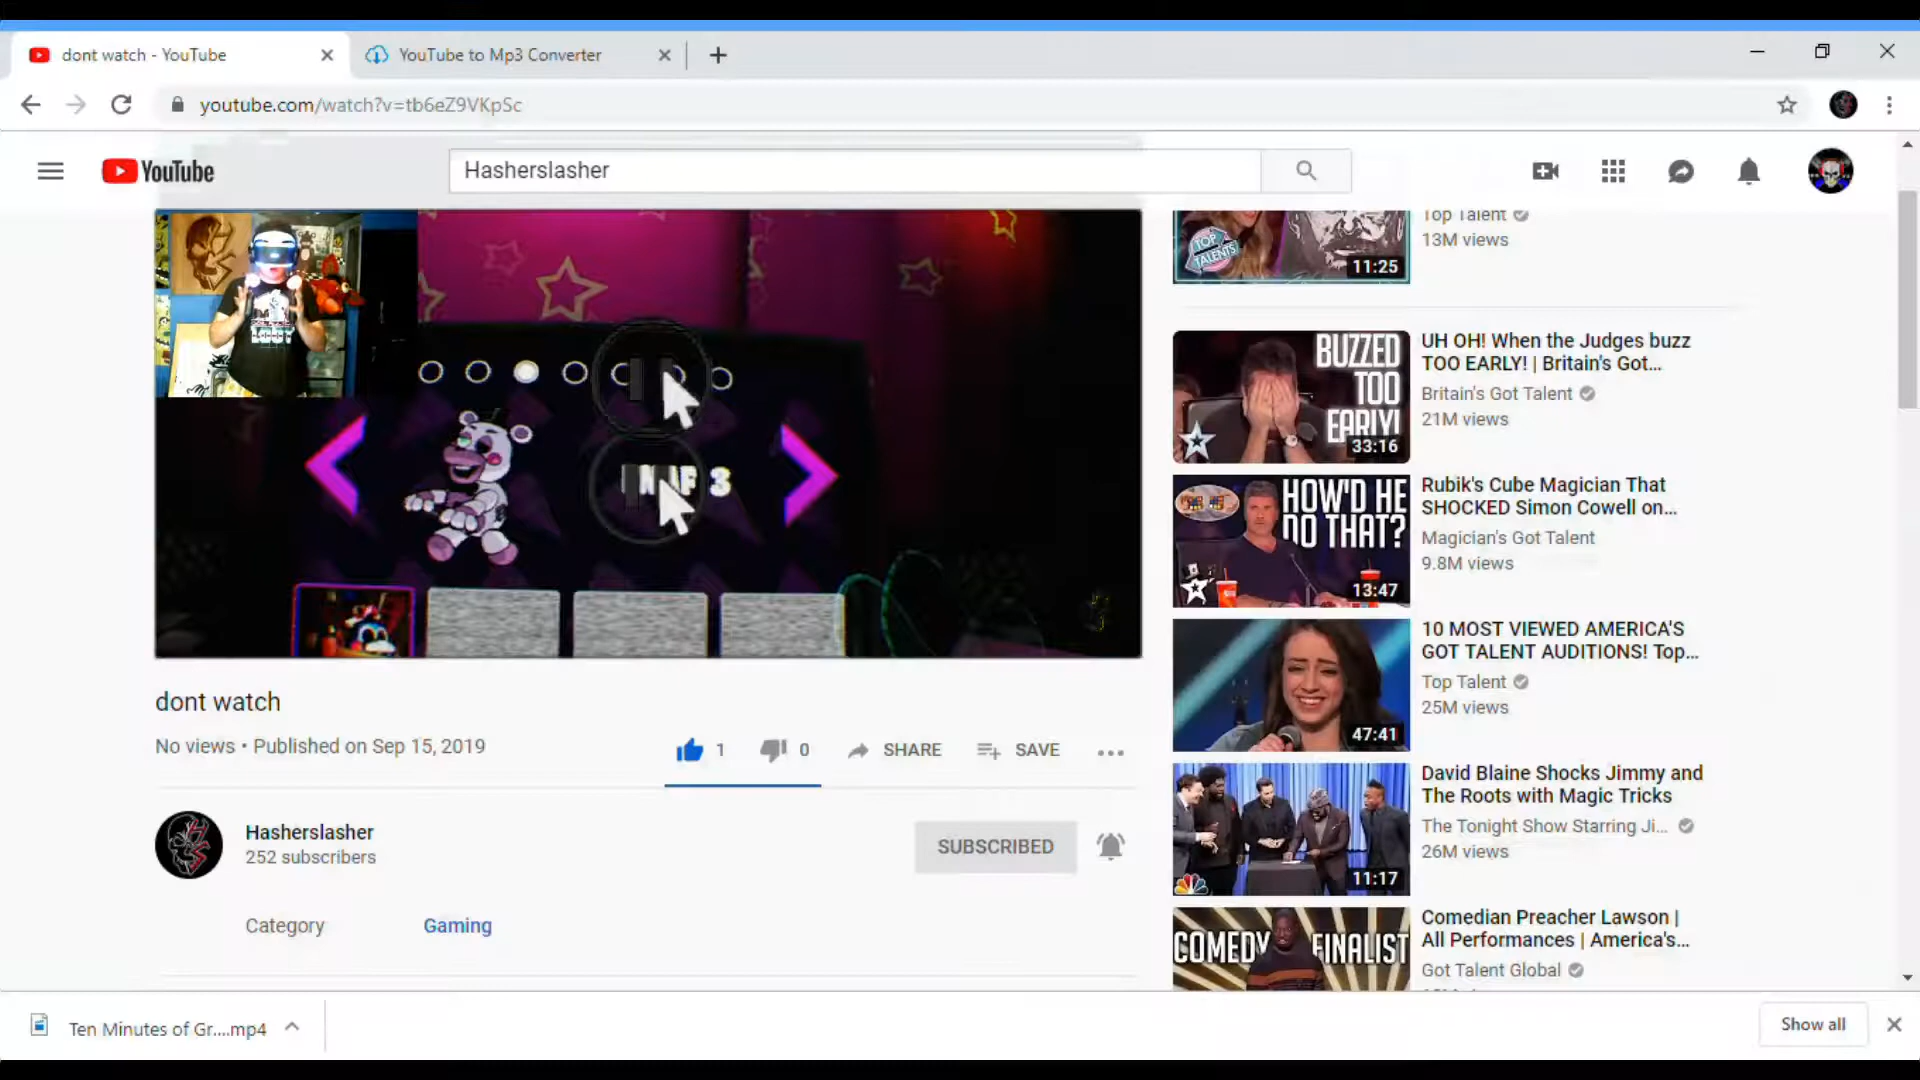 dont watch - YouTube
YouTube to Mp3 Converter
youtube.com/watch?v=tb6eZ9VKpSc
YouTube
Hasherslasher
TOP TALENTS
11:25
Top Talent
13M views
BUZZED
TOO
EARLY!
33:16
UH OH! When the Judges buzz
TOO EARLY! | Britain's Got...
Britain's Got Talent
21M views
HOW'D HE
DO THAT?
13:47
Rubik's Cube Magician That
SHOCKED Simon Cowell on...
Magician's Got Talent
9.8M views
47:41
10 MOST VIEWED AMERICA'S
GOT TALENT AUDITIONS! Top...
Top Talent
25M views
11:17
David Blaine Shocks Jimmy and
The Roots with Magic Tricks
The Tonight Show Starring Ji...
26M views
COMEDY FINALIST
Comedian Preacher Lawson |
All Performances | America's...
Got Talent Global
3
dont watch
No views • Published on Sep 15, 2019
1
0
SHARE
SAVE
Hasherslasher
252 subscribers
SUBSCRIBED
Category
Gaming
Ten Minutes of Gr....mp4
Show all